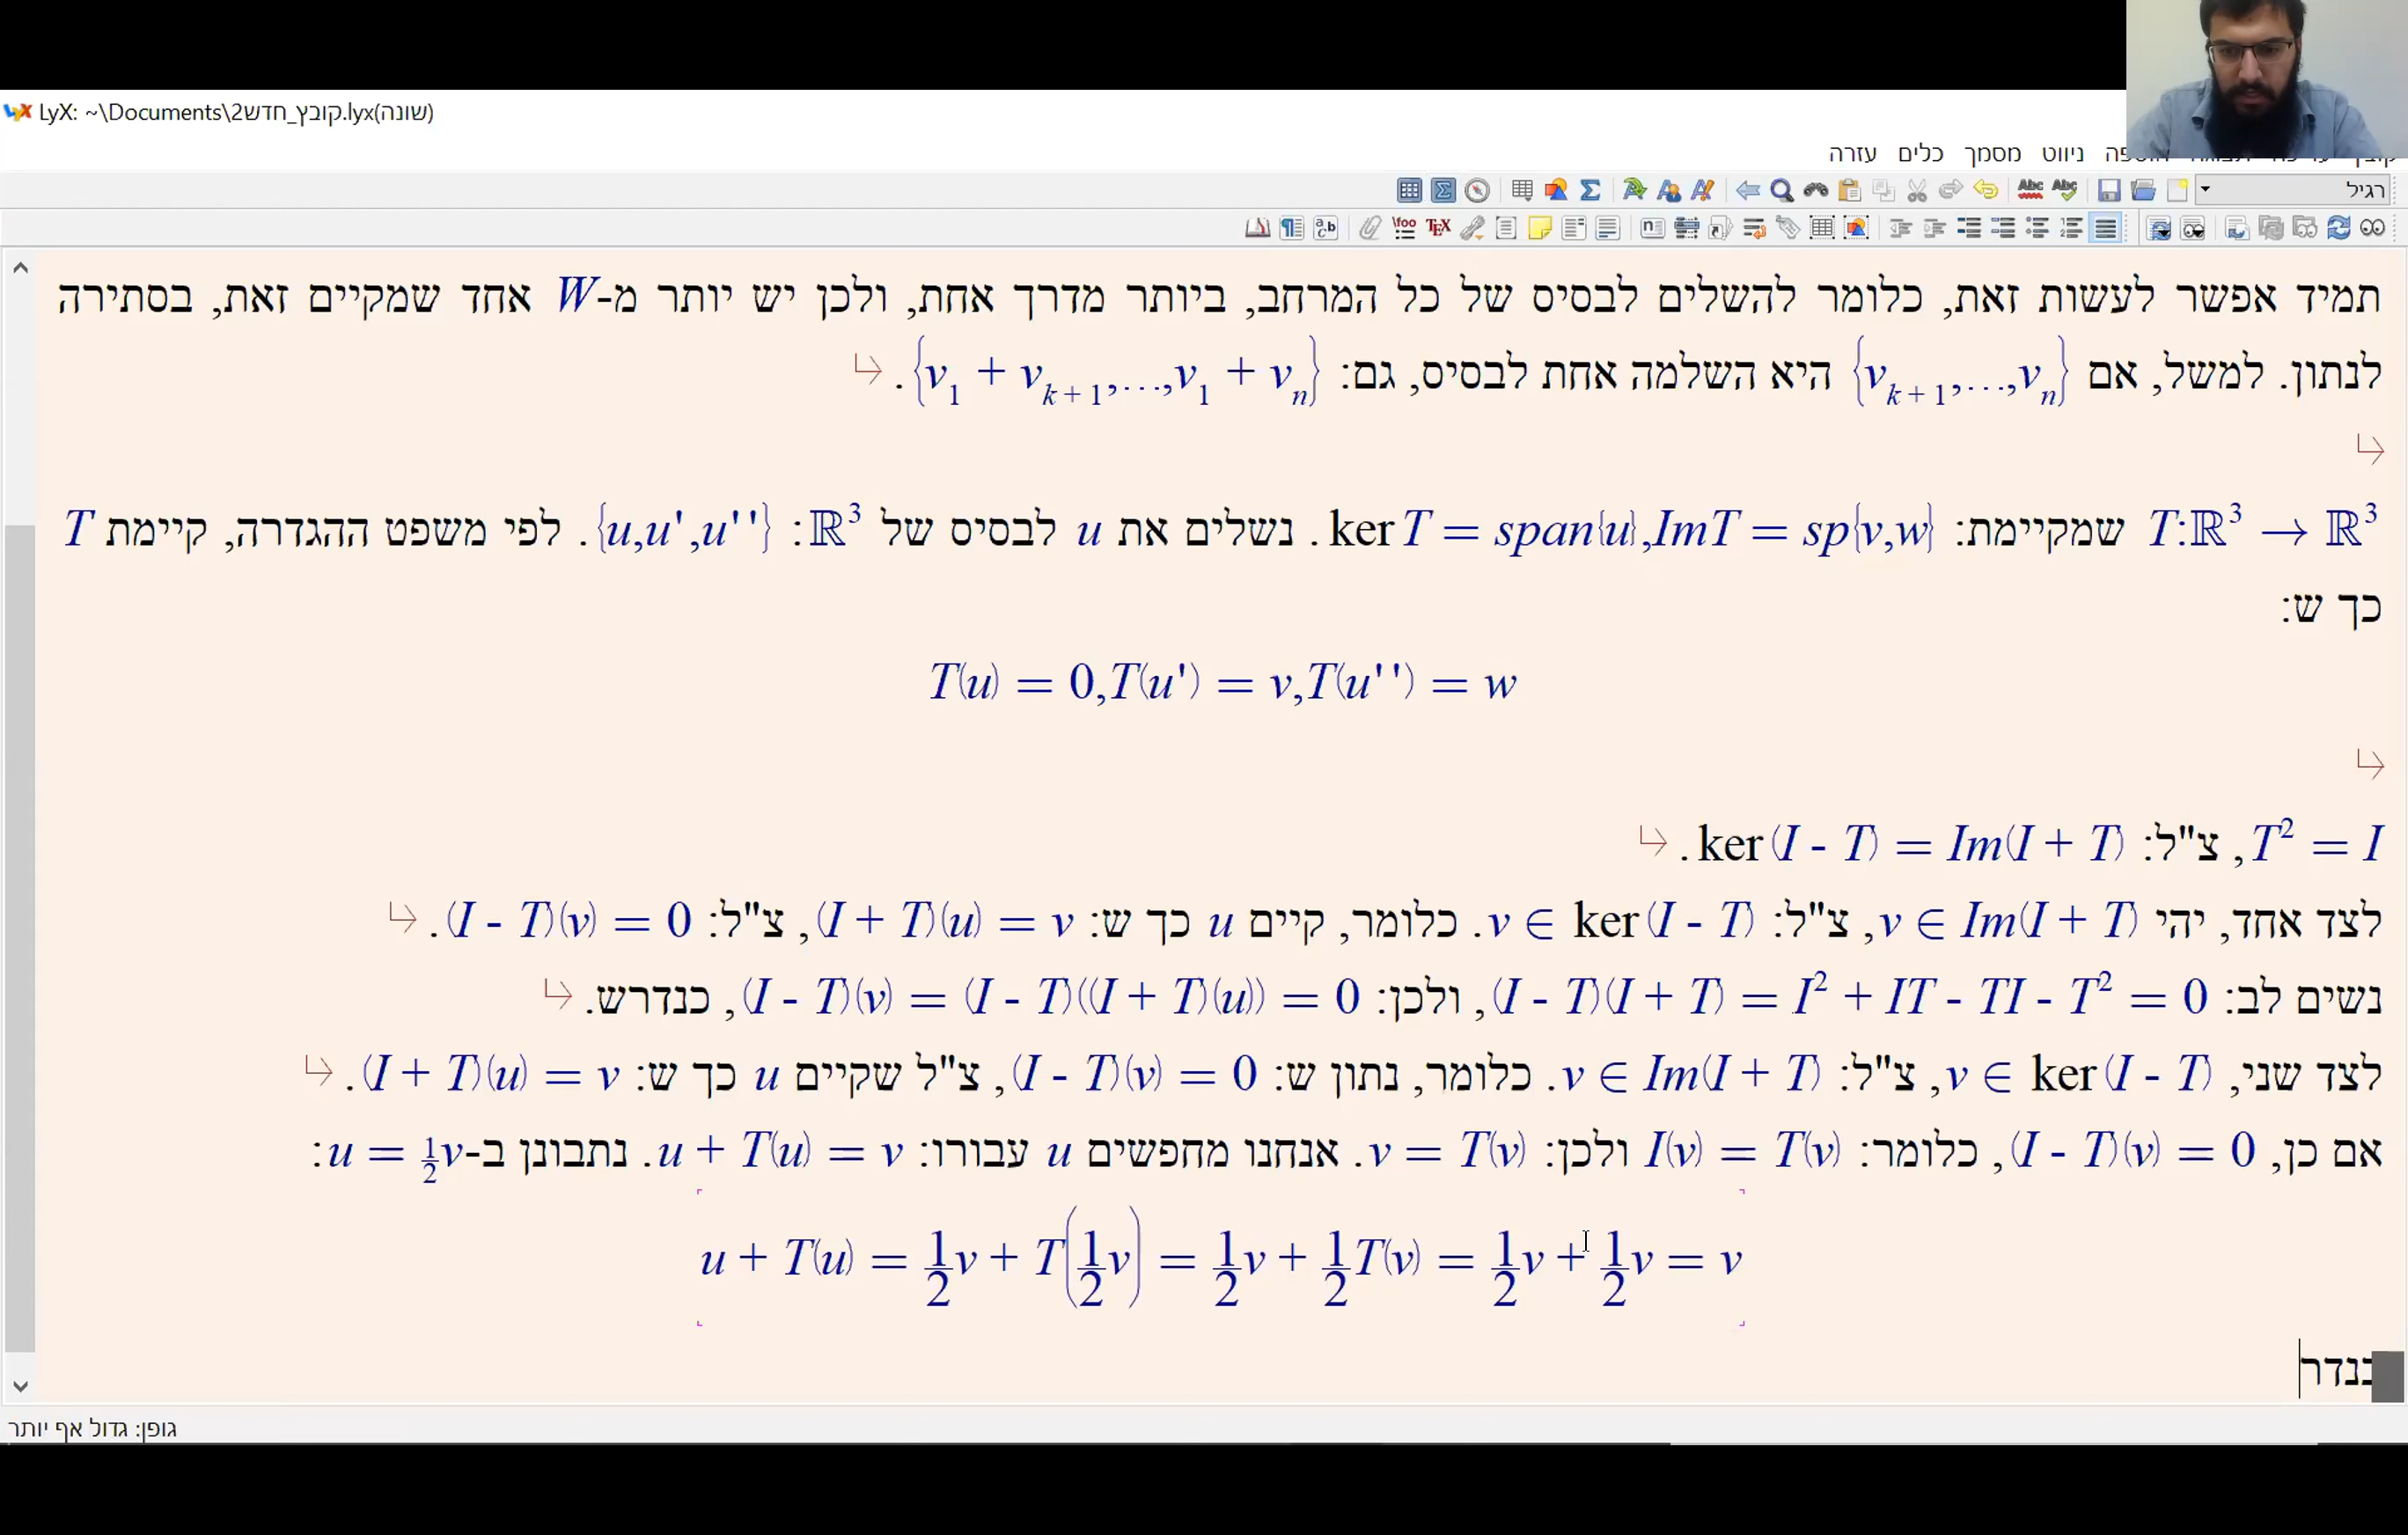 LyX: ~\Documents\קובץ_חדש2.lyx(שונה)
ניווט מסמך כלים עזרה
רגיל
תמיד אפשר לעשות זאת, כלומר להשלים לבסיס של כל המרחב, ביותר מדרך אחת, ולכן יש יותר מ-W אחד שמקיים זאת, בסתירה
לנתון. למשל, אם {v_{k+1},...,v_n} היא השלמה אחת לבסיס, גם: {v_1 + v_{k+1},...,v_1 + v_n}.
T:ℝ³ → ℝ³ שמקיימת: ker T = span{u},ImT = sp{v,w}. נשלים את u לבסיס של ℝ³: {u,u',u''}. לפי משפט ההגדרה, קיימת T
כך ש:
T(u) = 0,T(u') = v,T(u'') = w
T² = I, צ"ל: ker(I - T) = Im(I + T).
לצד אחד, יהי v ∈ Im(I + T), צ"ל: v ∈ ker(I - T). כלומר, קיים u כך ש: (I + T)(u) = v, צ"ל: (I - T)(v) = 0.
נשים לב: (I - T)(I + T) = I² + IT - TI - T² = 0, ולכן: (I - T)(v) = (I - T)((I + T)(u)) = 0, כנדרש.
לצד שני, v ∈ ker(I - T), צ"ל: v ∈ Im(I + T). כלומר, נתון ש: (I - T)(v) = 0, צ"ל שקיים u כך ש: (I + T)(u) = v.
אם כן, (I - T)(v) = 0, כלומר: I(v) = T(v) ולכן: v = T(v). אנחנו מחפשים u עבורו: u + T(u) = v. נתבונן ב-u = ½v:
u + T(u) = ½v + T(½v) = ½v + ½T(v) = ½v + ½v = v
כנדר
גופן: גדול אף יותר